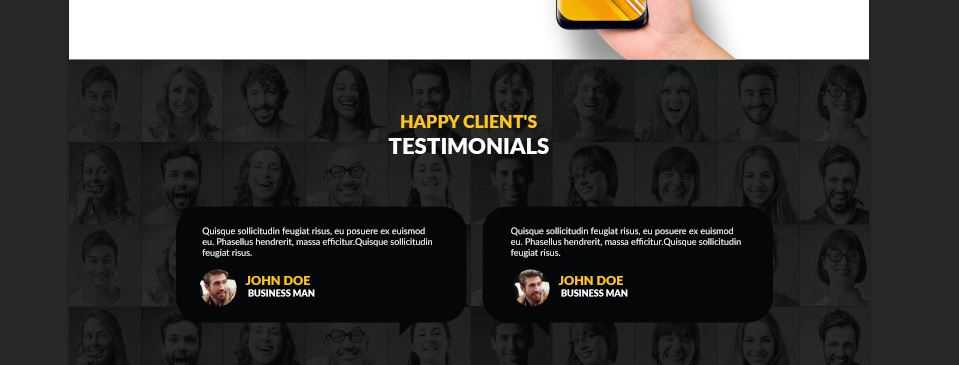 HAPPY CLIENT'S
TESTIMONIALS
Quisque sollicitudin feugiat risus, eu posuere ex euismod
eu. Phasellus hendrerit, massa efficitur.Quisque sollicitudin
feugiat risus.
JOHN DOE
BUSINESS MAN
Quisque sollicitudin feugiat risus, eu posuere ex euismod
eu. Phasellus hendrerit, massa efficitur.Quisque sollicitudin
feugiat risus.
JOHN DOE
BUSINESS MAN